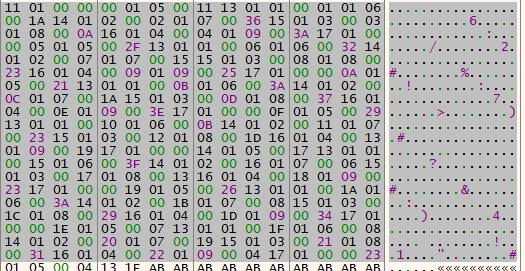 11 01 00 00 00 01 05 00 11 13 01 01 00 01 01 06 ................
00 1A 14 01 02 00 02 01 07 00 36 15 01 03 00 03 ..........6.....
01 08 00 0A 16 01 04 00 04 01 09 00 3A 17 01 00 ............:...
00 05 01 05 00 2F 13 01 01 00 06 01 06 00 32 14 ...../........2.
01 02 00 07 01 07 00 15 15 01 03 00 08 01 08 00 ................
23 16 01 04 00 09 01 09 00 25 17 01 00 00 0A 01 #........%......
05 00 21 13 01 01 00 0B 01 06 00 3A 14 01 02 00 ..!........:....
0C 01 07 00 1A 15 01 03 00 0D 01 08 00 37 16 01 .............7..
04 00 0E 01 09 00 3E 17 01 00 00 0F 01 05 00 29 ......>........)
13 01 01 00 10 01 06 00 0B 14 01 02 00 11 01 07 ................
00 23 15 01 03 00 12 01 08 00 1D 16 01 04 00 13 .#..............
01 09 00 19 17 01 00 00 14 01 05 00 17 13 01 01 ................
00 15 01 06 00 3F 14 01 02 00 16 01 07 00 06 15 .....?..........
01 03 00 17 01 08 00 13 16 01 04 00 18 01 09 00 ................
23 17 01 00 00 19 01 05 00 26 13 01 01 00 1A 01 #........&......
06 00 3A 14 01 02 00 1B 01 07 00 08 15 01 03 00 ..:.............
1C 01 08 00 29 16 01 04 00 1D 01 09 00 34 17 01 ....)........4..
00 00 1E 01 05 00 07 13 01 01 00 1F 01 06 00 08 ................
14 01 02 00 20 01 07 00 19 15 01 03 00 21 01 08 .... ........!..
00 31 16 01 04 00 22 01 09 00 04 17 01 00 00 23 .1...."........#
01 05 00 04 13 1F AB AB AB AB AB AB AB AB AB AB ......««««««««««